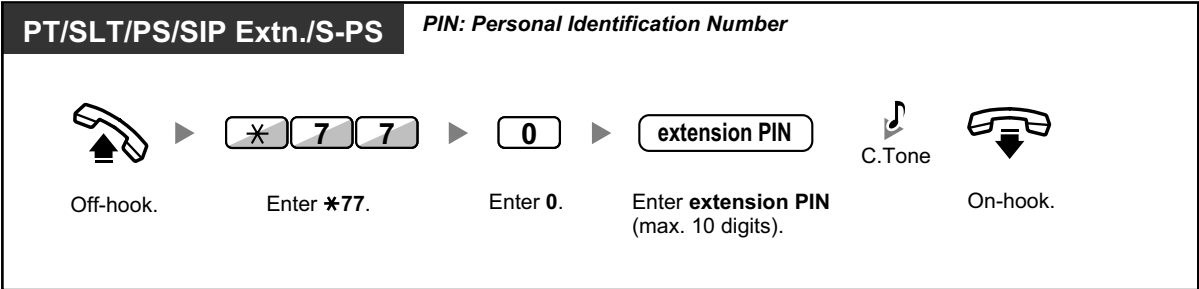 PT/SLT/PS/SIP Extn./S-PS
PIN: Personal Identification Number
✳ 7 7
0
extension PIN
C.Tone
Off-hook.
Enter ✳77.
Enter 0.
Enter extension PIN
(max. 10 digits).
On-hook.